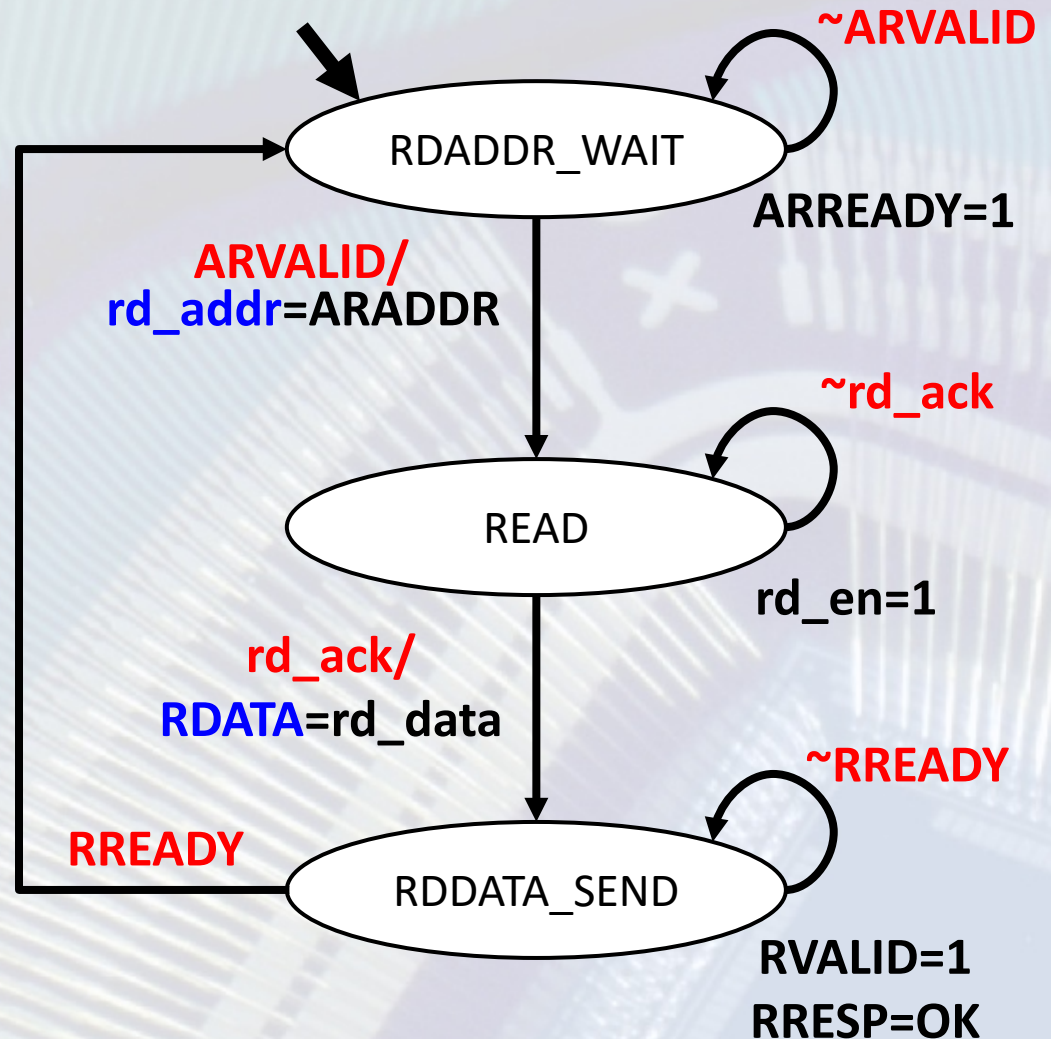 ~ARVALID
RDADDR_WAIT
ARREADY=1
ARVALID/
rd_addr=ARADDR
~rd_ack
READ
rd_en=1
rd_ack/
RDATA=rd_data
~RREADY
RREADY
RDDATA_SEND
RVALID=1
RRESP=OK